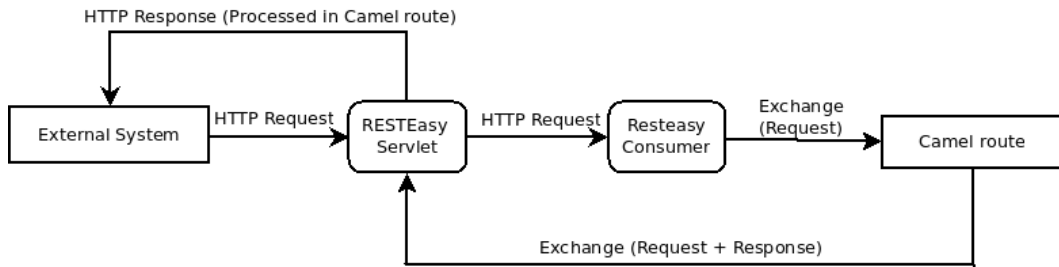 HTTP Response (Processed in Camel route)
External System
HTTP Request
RESTEasy
Servlet
HTTP Request
Resteasy
Consumer
Exchange
(Request)
Camel route
Exchange (Request + Response)